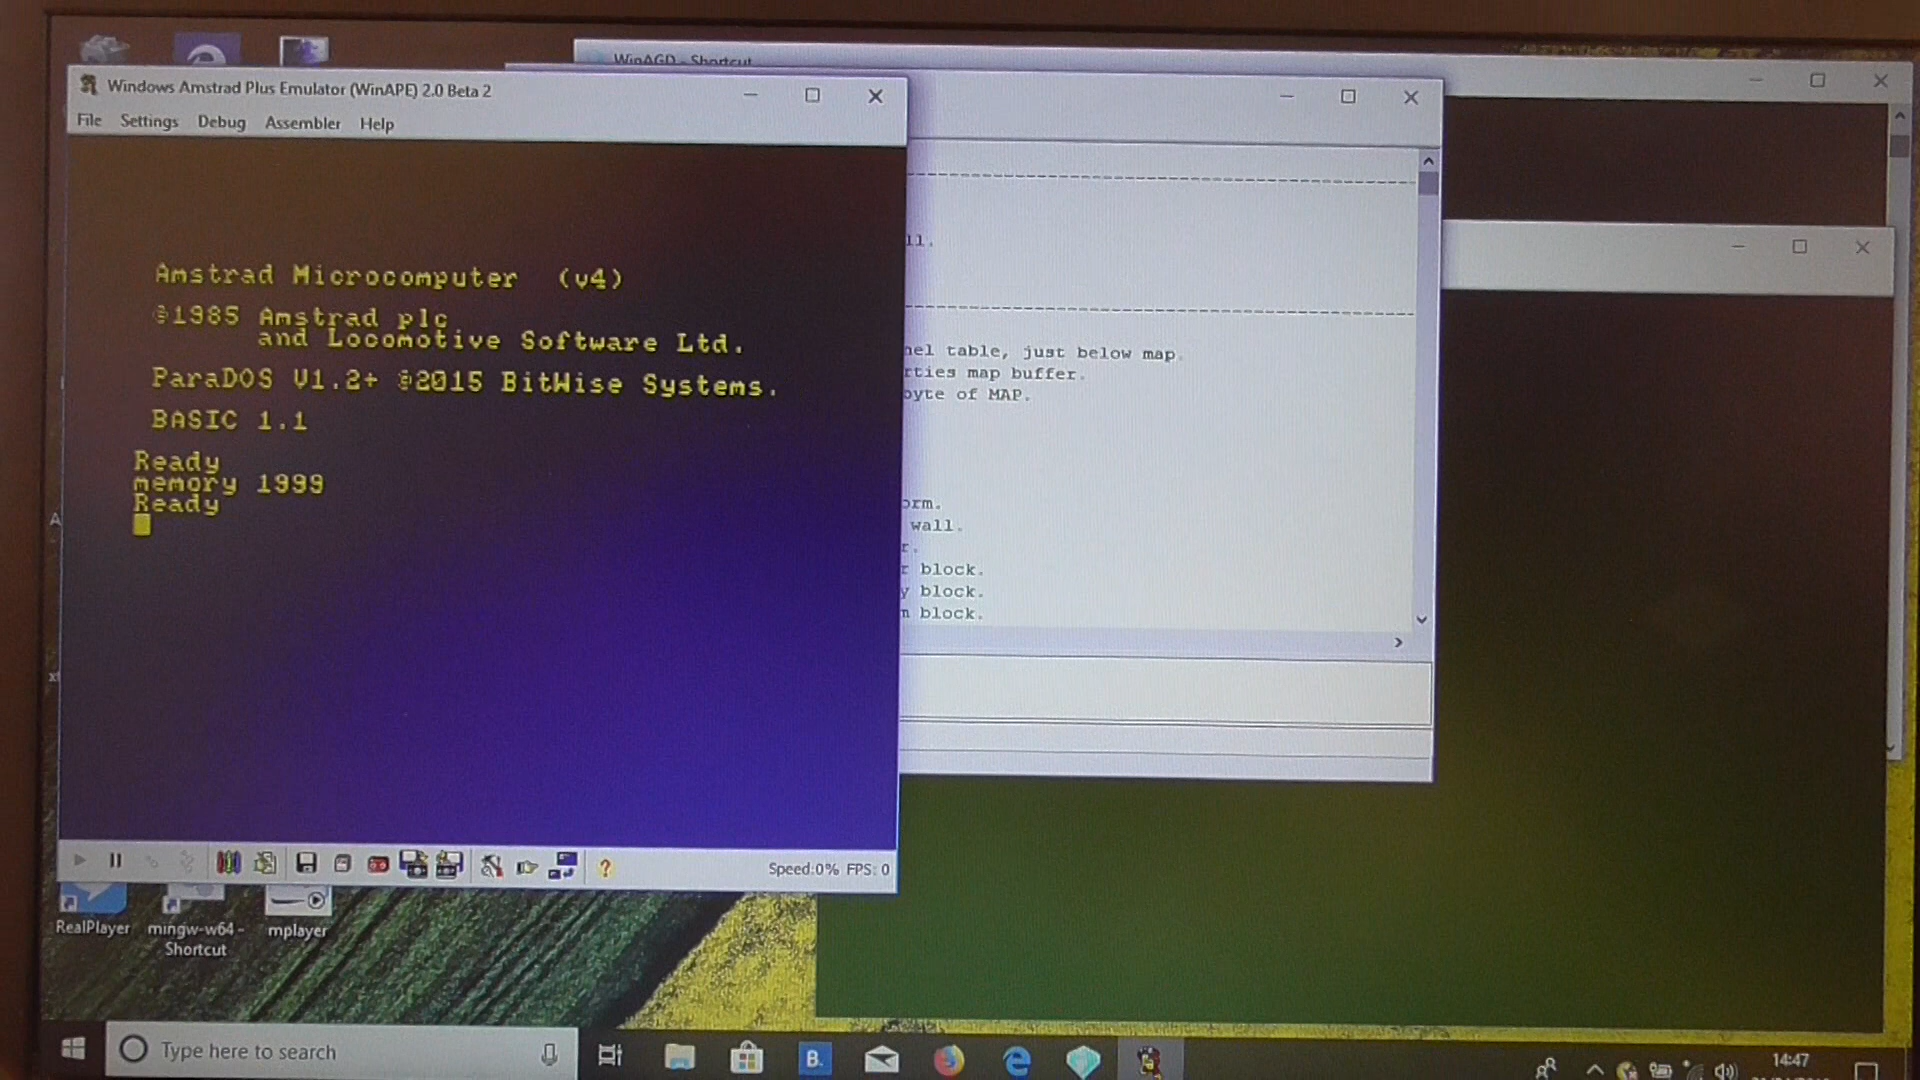 WinAGD - Shortcut
Windows Amstrad Plus Emulator (WinAPE) 2.0 Beta 2
File Settings Debug Assembler Help
Amstrad Microcomputer (v4)
©1985 Amstrad plc
and Locomotive Software Ltd.
ParaDOS V1.2+ ©2015 BitWise Systems.
BASIC 1.1
Ready
memory 1999
Ready
Speed:0% FPS: 0
ll.
nel table, just below map.
rties map buffer.
byte of MAP.
orm.
wall.
r.
r block.
y block.
n block.
RealPlayer
mingw-w64 -
Shortcut
mplayer
Type here to search
B.
14:47